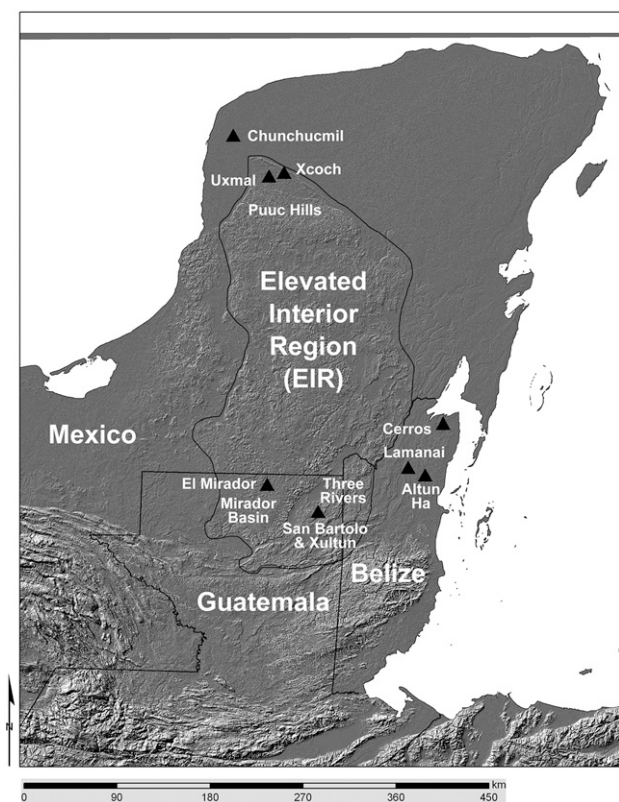 Chunchucmil
Xcoch
Uxmal
Puuc Hills
Elevated
Interior
Region
(EIR)
Mexico
Cerros
Lamanai
Altun
Ha
El Mirador
Mirador
Basin
Three
Rivers
San Bartolo
& Xultun
Belize
Guatemala
N
km
0 90 180 270 360 450